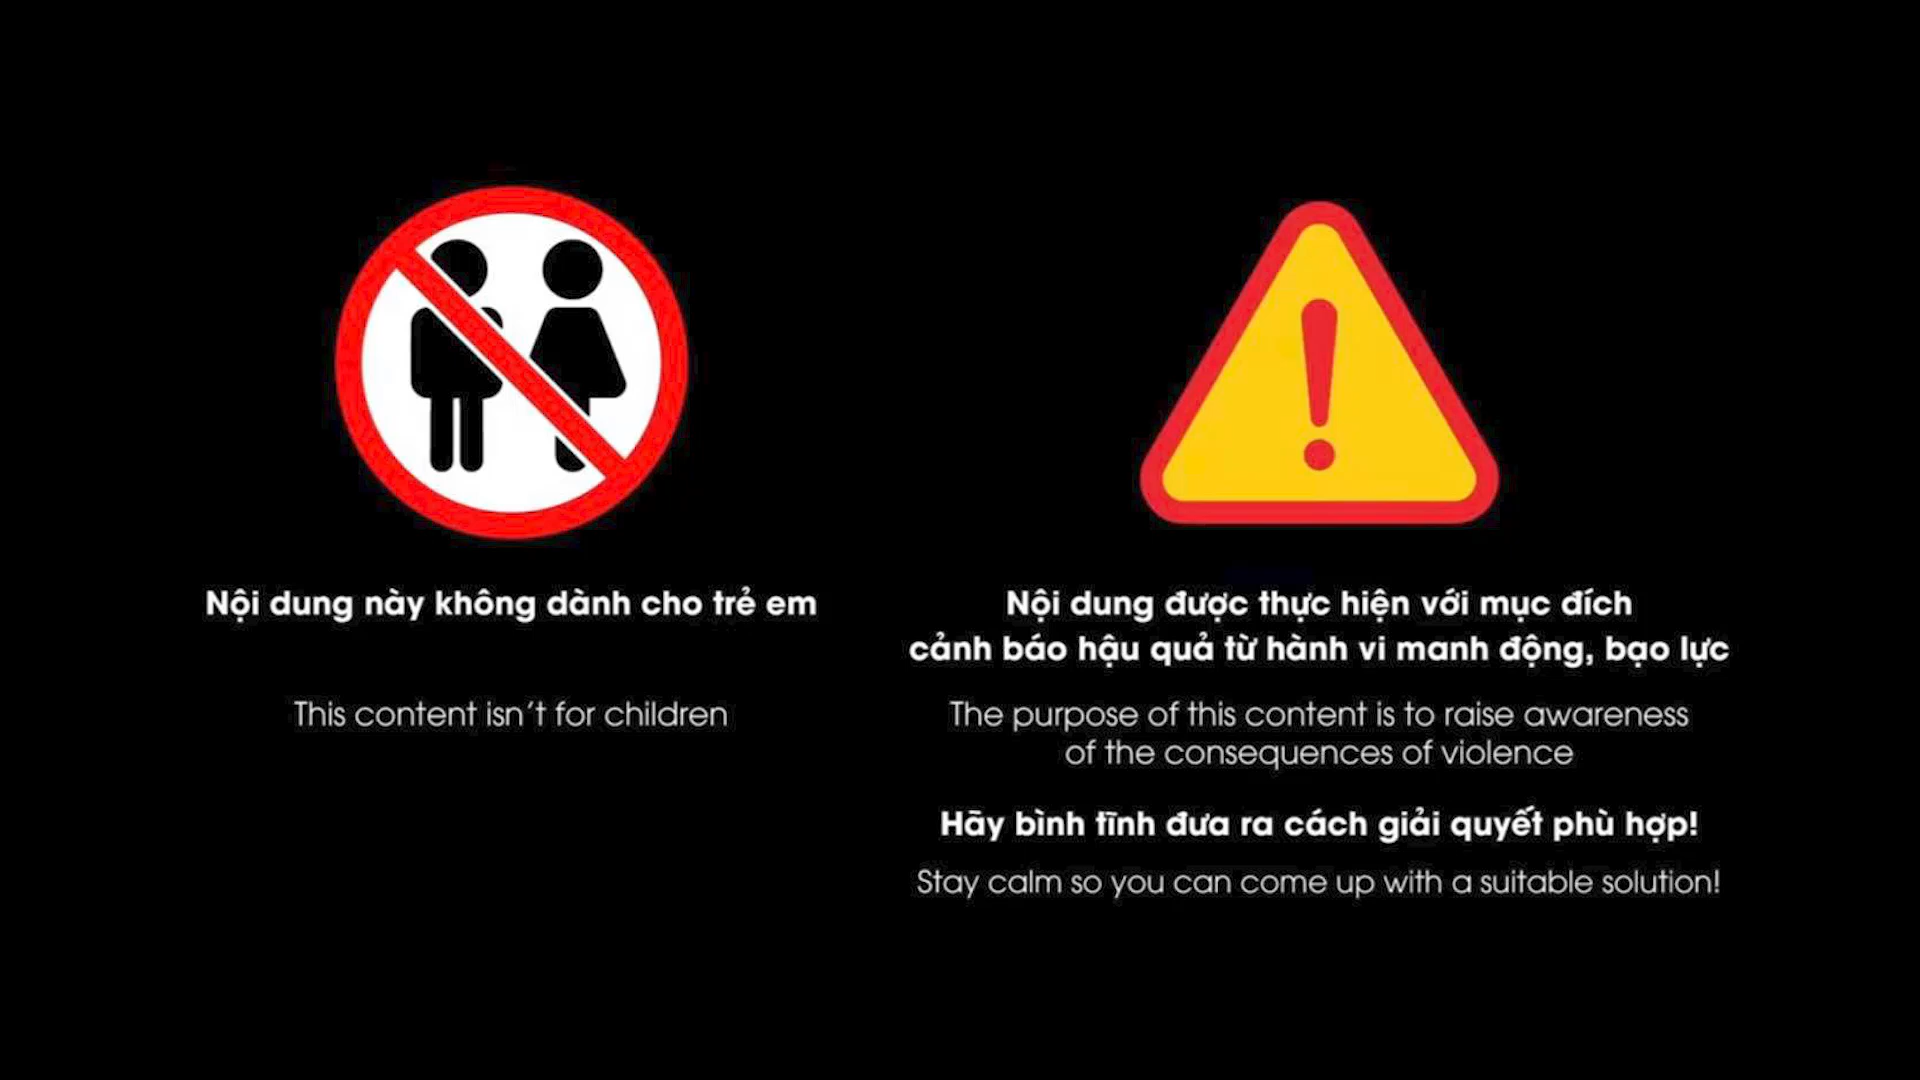 Nội dung này không dành cho trẻ em
This content isn't for children
Nội dung được thực hiện với mục đích
cảnh báo hậu quả từ hành vi manh động, bạo lực
The purpose of this content is to raise awareness
of the consequences of violence
Hãy bình tĩnh đưa ra cách giải quyết phù hợp!
Stay calm so you can come up with a suitable solution!